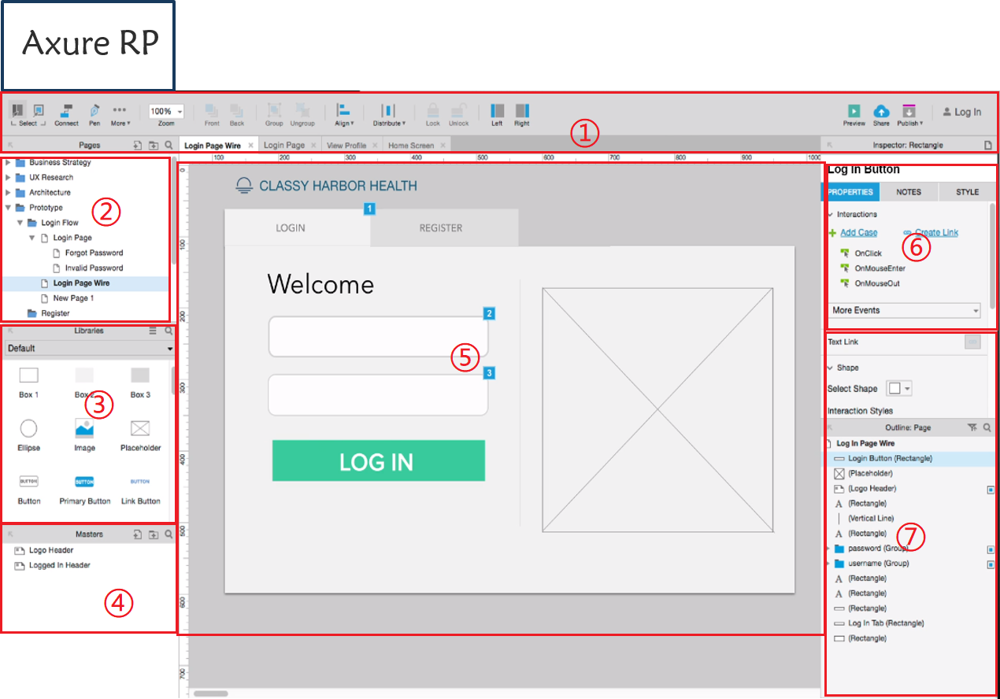 Axure RP
Select Connect Pen More 100% Zoom Front Back Group Ungroup Align Distribute Lock Unlock Left Right Preview Share Publish Log In
①
Pages Login Page Wire Login Page View Profile Home Screen Inspector: Rectangle
100 200 300 400 500 600 700 800 900 1000
0 100 200 300 400 500 600 700
Business Strategy
UX Research
Architecture
Prototype
Login Flow
Login Page
Forgot Password
Invalid Password
Login Page Wire
New Page 1
Register
②
Libraries
Default
Box 1 Box 2 Box 3
③
Ellipse Image Placeholder
BUTTON BUTTON BUTTON
Button Primary Button Link Button
Masters
Logo Header
Logged In Header
④
CLASSY HARBOR HEALTH
1
LOGIN REGISTER
Welcome
2
⑤
3
LOG IN
Log In Button
PROPERTIES NOTES STYLE
Interactions
Add Case Create Link
⑥
OnClick
OnMouseEnter
OnMouseOut
More Events
Text Link
Shape
Select Shape
Interaction Styles
Outline: Page
Log In Page Wire
Login Button (Rectangle)
(Placeholder)
(Logo Header)
(Rectangle)
(Vertical Line)
(Rectangle)
⑦
password (Group)
username (Group)
(Rectangle)
(Rectangle)
(Rectangle)
Log In Tab (Rectangle)
(Rectangle)